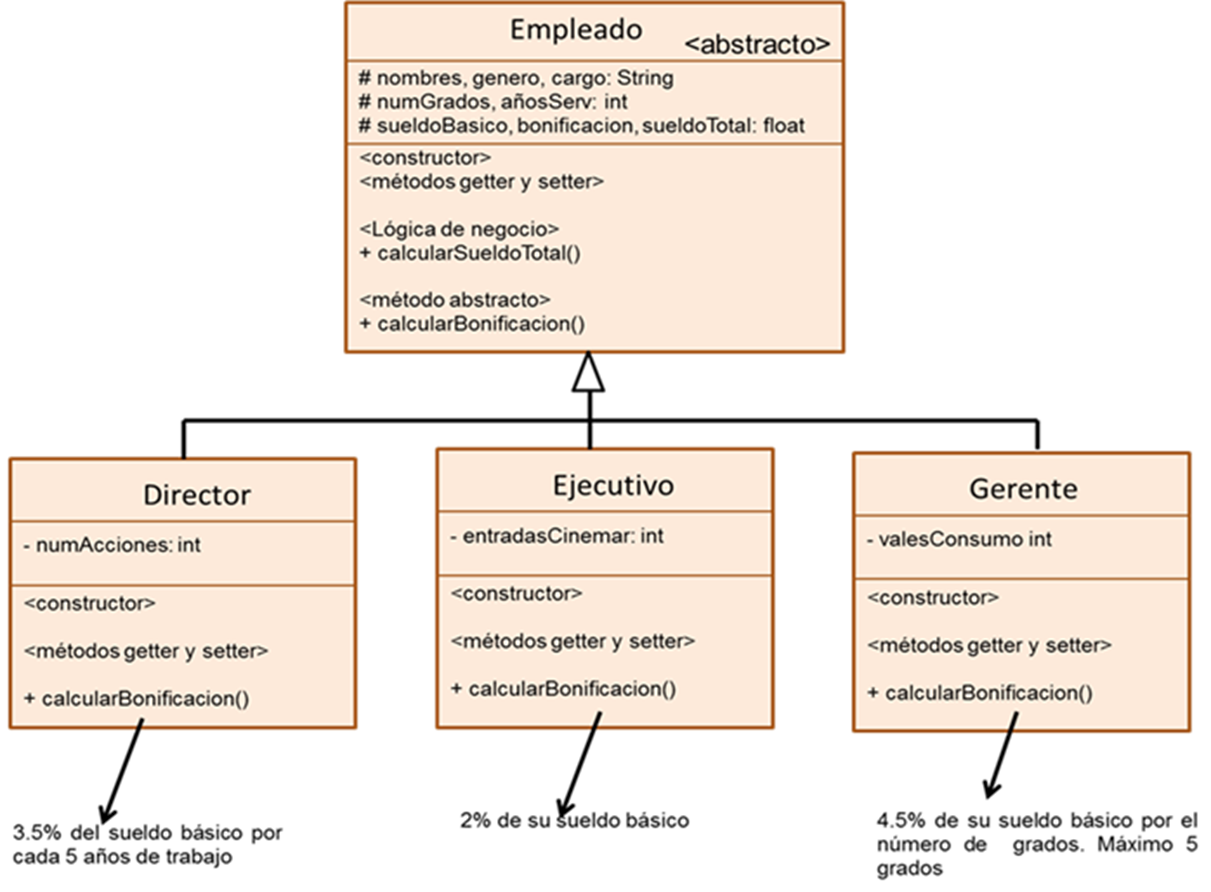 Empleado
<abstracto>
# nombres, genero, cargo: String
# numGrados, añosServ: int
# sueldoBasico, bonificacion, sueldoTotal: float
<constructor>
<métodos getter y setter>
<Lógica de negocio>
+ calcularSueldoTotal()
<método abstracto>
+ calcularBonificacion()
Director
- numAcciones: int
<constructor>
<métodos getter y setter>
+ calcularBonificacion()
3.5% del sueldo básico por
cada 5 años de trabajo
Ejecutivo
- entradasCinemar: int
<constructor>
<métodos getter y setter>
+ calcularBonificacion()
2% de su sueldo básico
Gerente
- valesConsumo int
<constructor>
<métodos getter y setter>
+ calcularBonificacion()
4.5% de su sueldo básico por el
número de grados. Máximo 5
grados